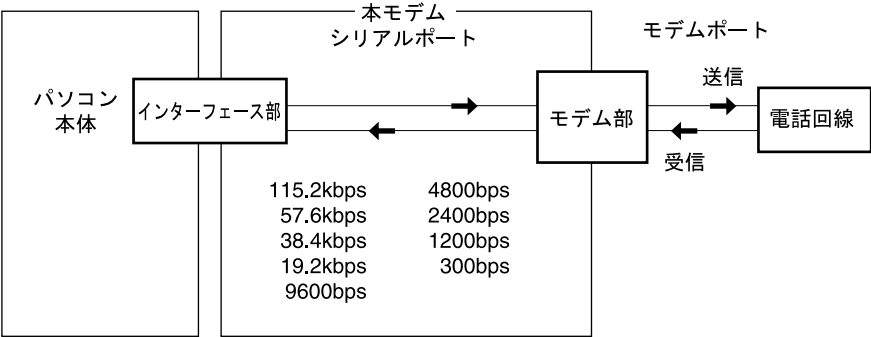 本モデム
シリアルポート
モデムポート
パソコン
本体
インターフェース部
モデム部
送信
受信
電話回線
115.2kbps
57.6kbps
38.4kbps
19.2kbps
9600bps
4800bps
2400bps
1200bps
300bps